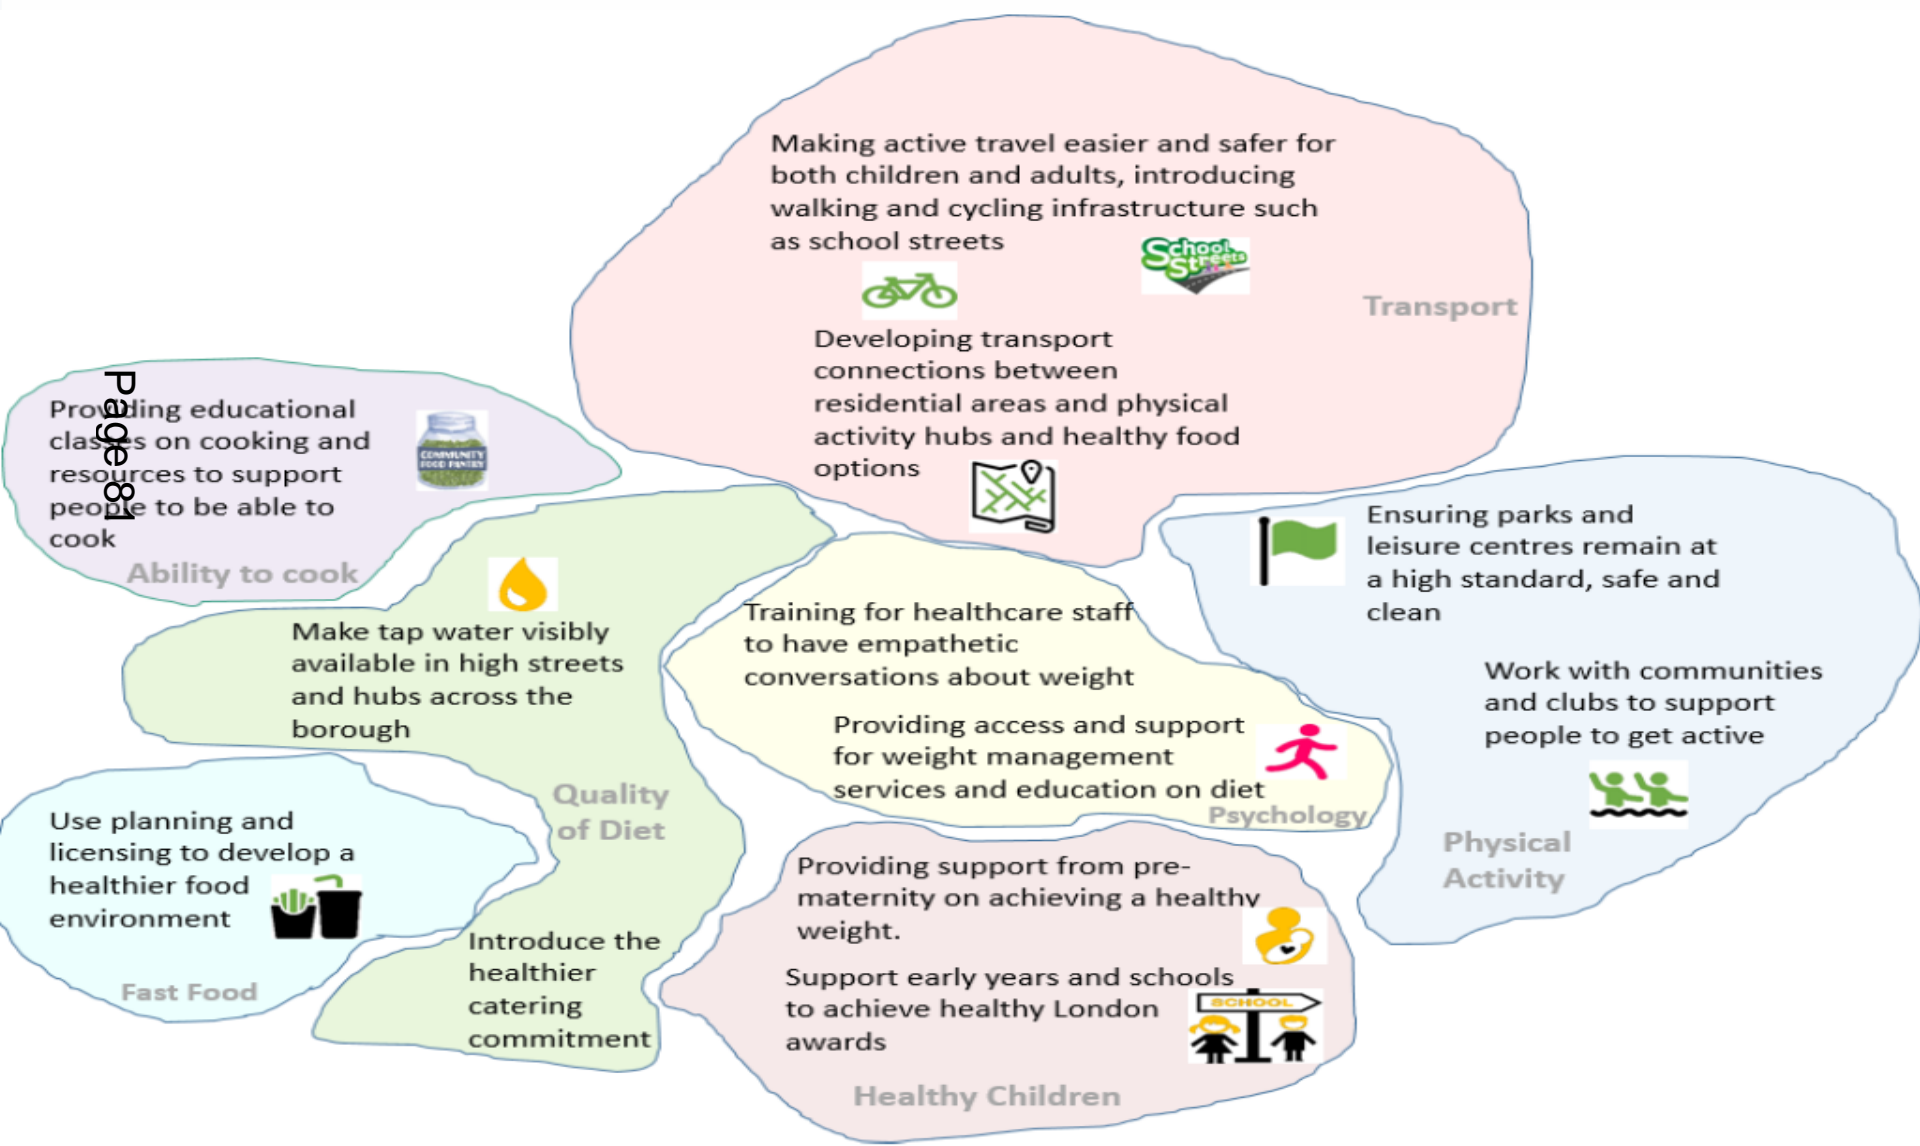 Making active travel easier and safer for
both children and adults, introducing
walking and cycling infrastructure such
as school streets
School
Streets
Transport
Developing transport
connections between
residential areas and physical
activity hubs and healthy food
options
Page 81
Providing educational
classes on cooking and
resources to support
people to be able to
cook
COMMUNITY
FOOD PANTRY
Ability to cook
Make tap water visibly
available in high streets
and hubs across the
borough
Quality
of Diet
Introduce the
healthier
catering
commitment
Training for healthcare staff
to have empathetic
conversations about weight
Providing access and support
for weight management
services and education on diet
Psychology
Ensuring parks and
leisure centres remain at
a high standard, safe and
clean
Work with communities
and clubs to support
people to get active
Physical
Activity
Use planning and
licensing to develop a
healthier food
environment
Fast Food
Providing support from pre-
maternity on achieving a healthy
weight.
Support early years and schools
to achieve healthy London
awards
SCHOOL
Healthy Children